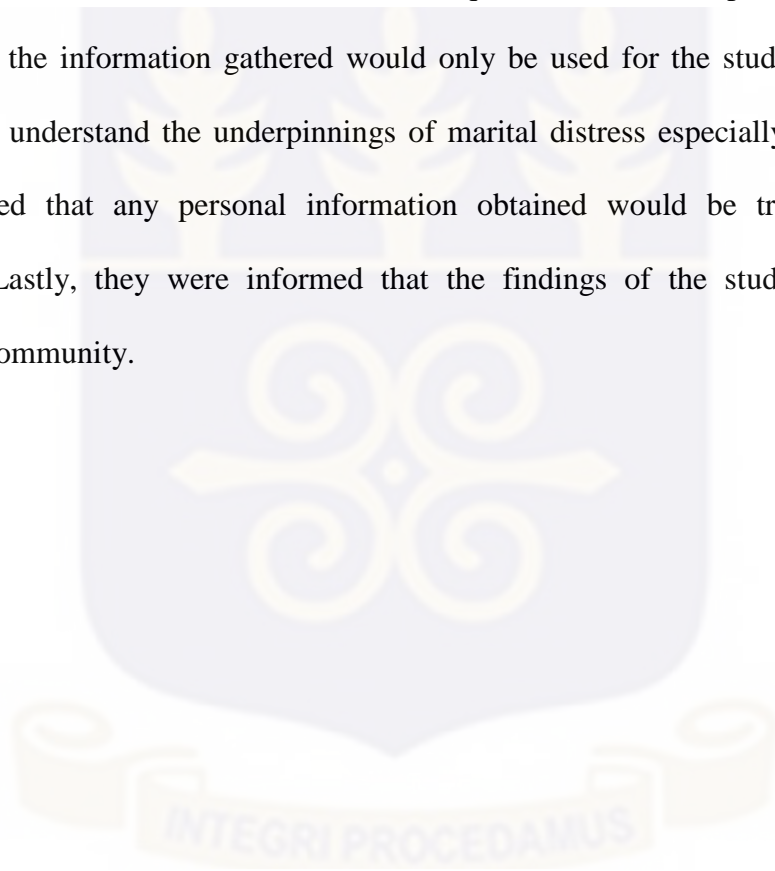 the information gathered would only be used for the stud
understand the underpinnings of marital distress especially
ed that any personal information obtained would be tr
Lastly, they were informed that the findings of the stud
ommunity.
INTEGRI PROCEDAMUS